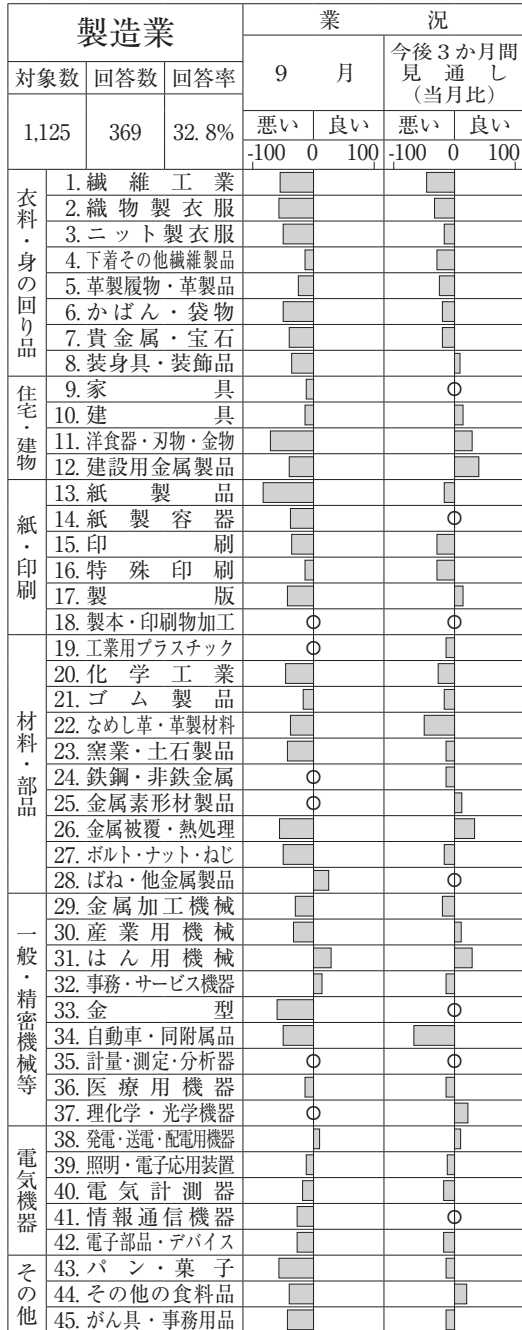 製造業
業況
9月
今後3か月間
見通し
(当月比)
対象数 回答数 回答率
1,125 369 32.8%
悪い 良い 悪い 良い
-100 0 100 -100 0 100
衣料・身の回り品
1. 繊維工業
2. 織物製衣服
3. ニット製衣服
4. 下着その他繊維製品
5. 革製履物・革製品
6. かばん・袋物
7. 貴金属・宝石
8. 装身具・装飾品
住宅・建物
9. 家具
10. 建具
11. 洋食器・刃物・金物
12. 建設用金属製品
紙・印刷
13. 紙製品
14. 紙製容器
15. 印刷
16. 特殊印刷
17. 製版
18. 製本・印刷物加工
材料・部品
19. 工業用プラスチック
20. 化学工業
21. ゴム製品
22. なめし革・革製材料
23. 窯業・土石製品
24. 鉄鋼・非鉄金属
25. 金属素形材製品
26. 金属被覆・熱処理
27. ボルト・ナット・ねじ
28. ばね・他金属製品
一般・精密機械等
29. 金属加工機械
30. 産業用機械
31. はん用機械
32. 事務・サービス機器
33. 金型
34. 自動車・同附属品
35. 計量・測定・分析器
36. 医療用機器
37. 理化学・光学機器
電気機器
38. 発電・送電・配電用機器
39. 照明・電子応用装置
40. 電気計測器
41. 情報通信機器
42. 電子部品・デバイス
その他
43. パン・菓子
44. その他の食料品
45. がん具・事務用品